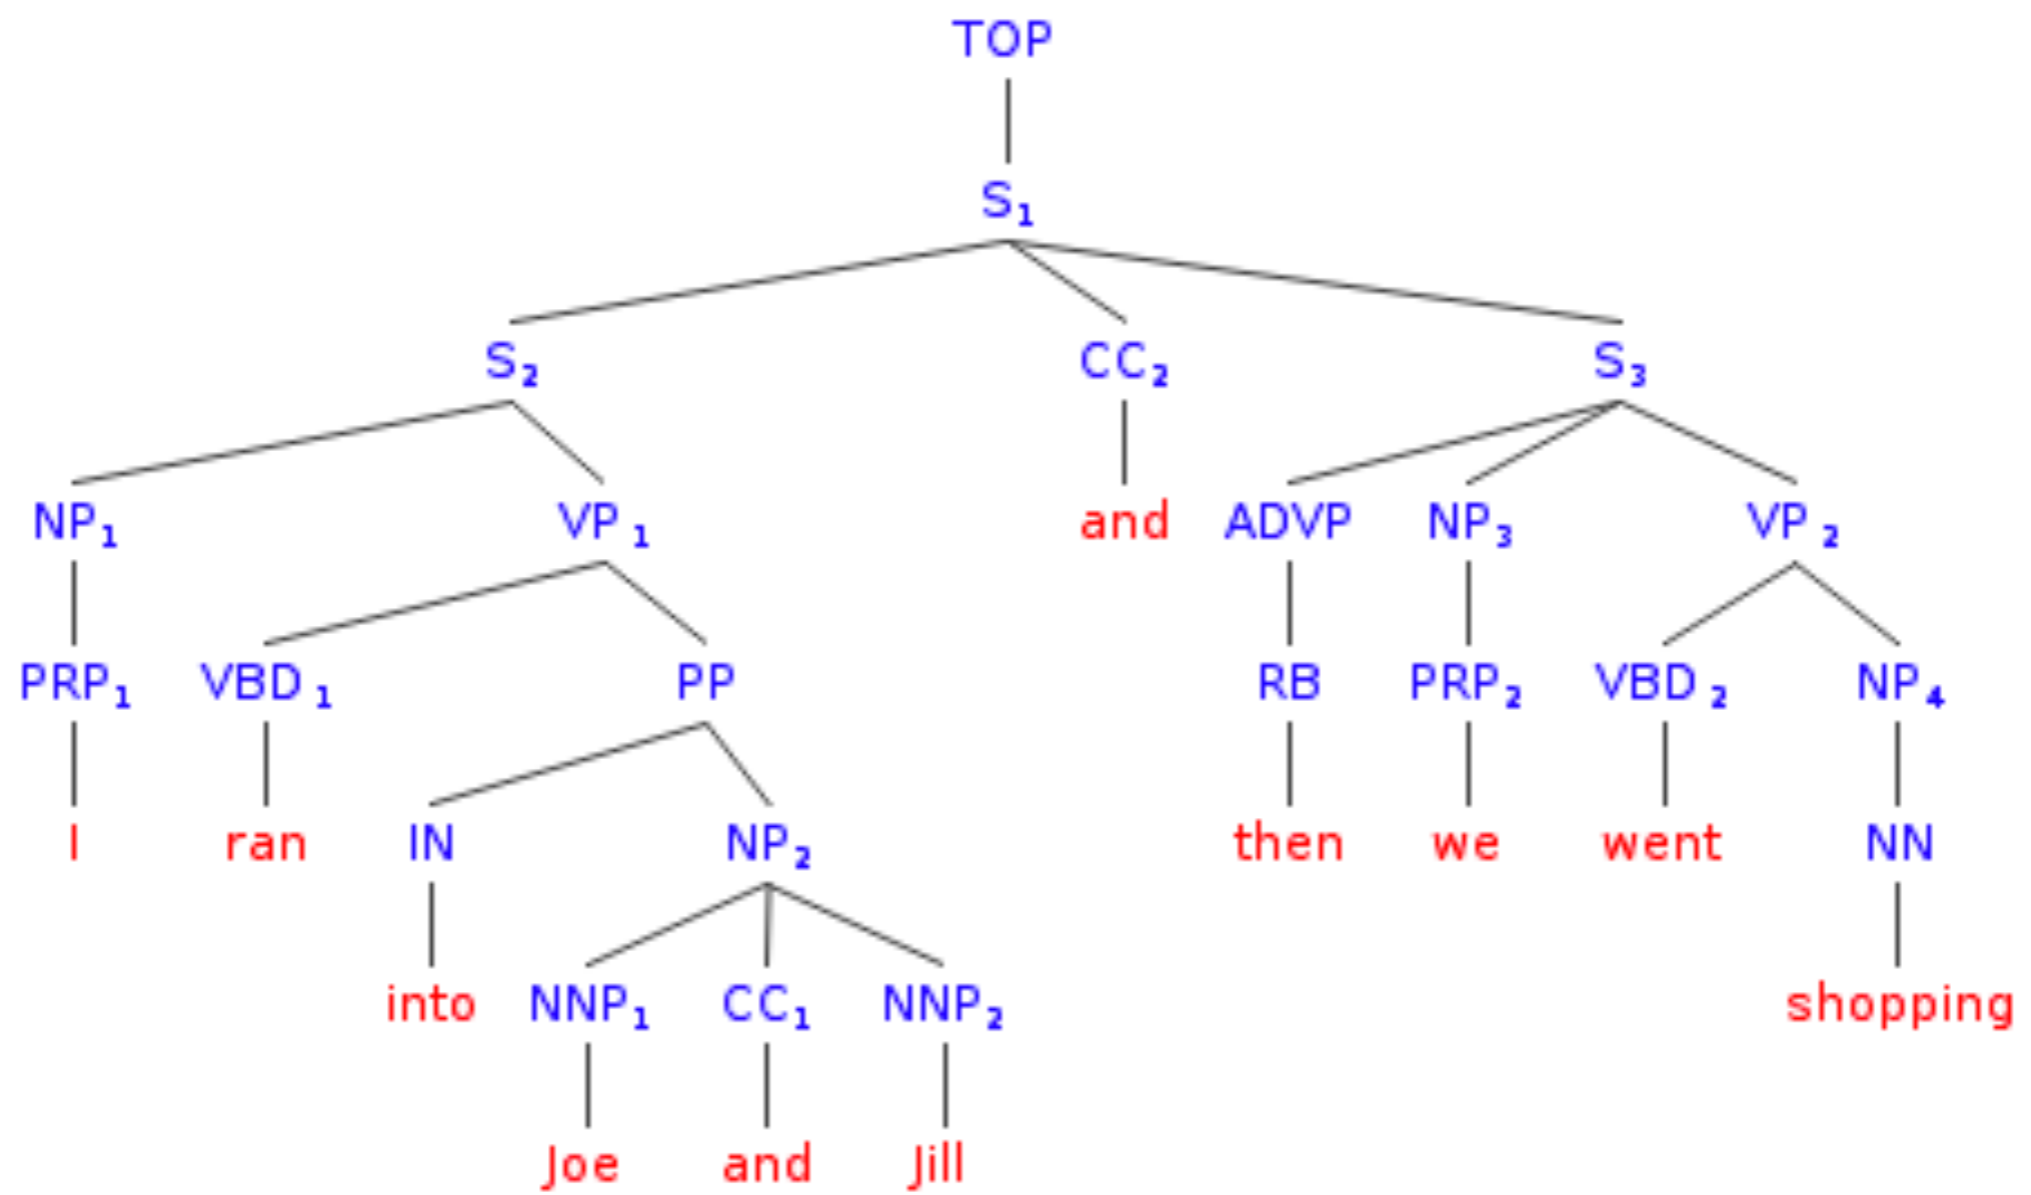 TOP
S1
S2 CC2 S3
NP1 VP1 and ADVP NP3 VP2
PRP1 VBD1 PP RB PRP2 VBD2 NP4
I ran IN NP2 then we went NN
into NNP1 CC1 NNP2 shopping
Joe and Jill